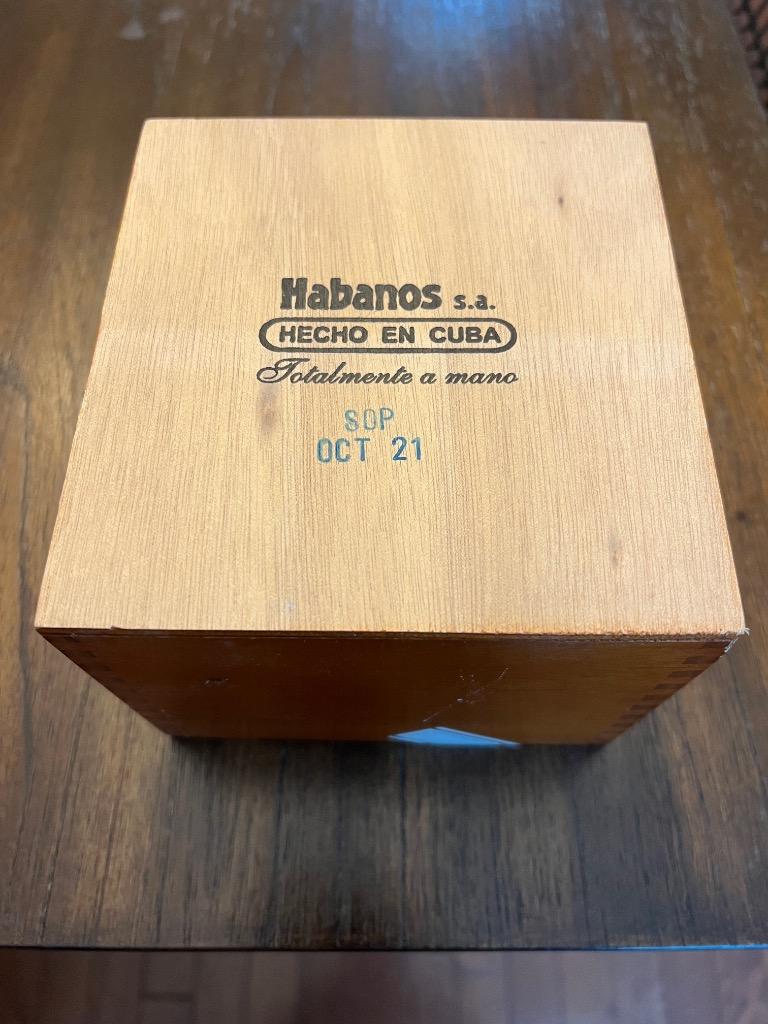 Habanos s.a.
HECHO EN CUBA
Totalmente a mano
SOP
OCT 21